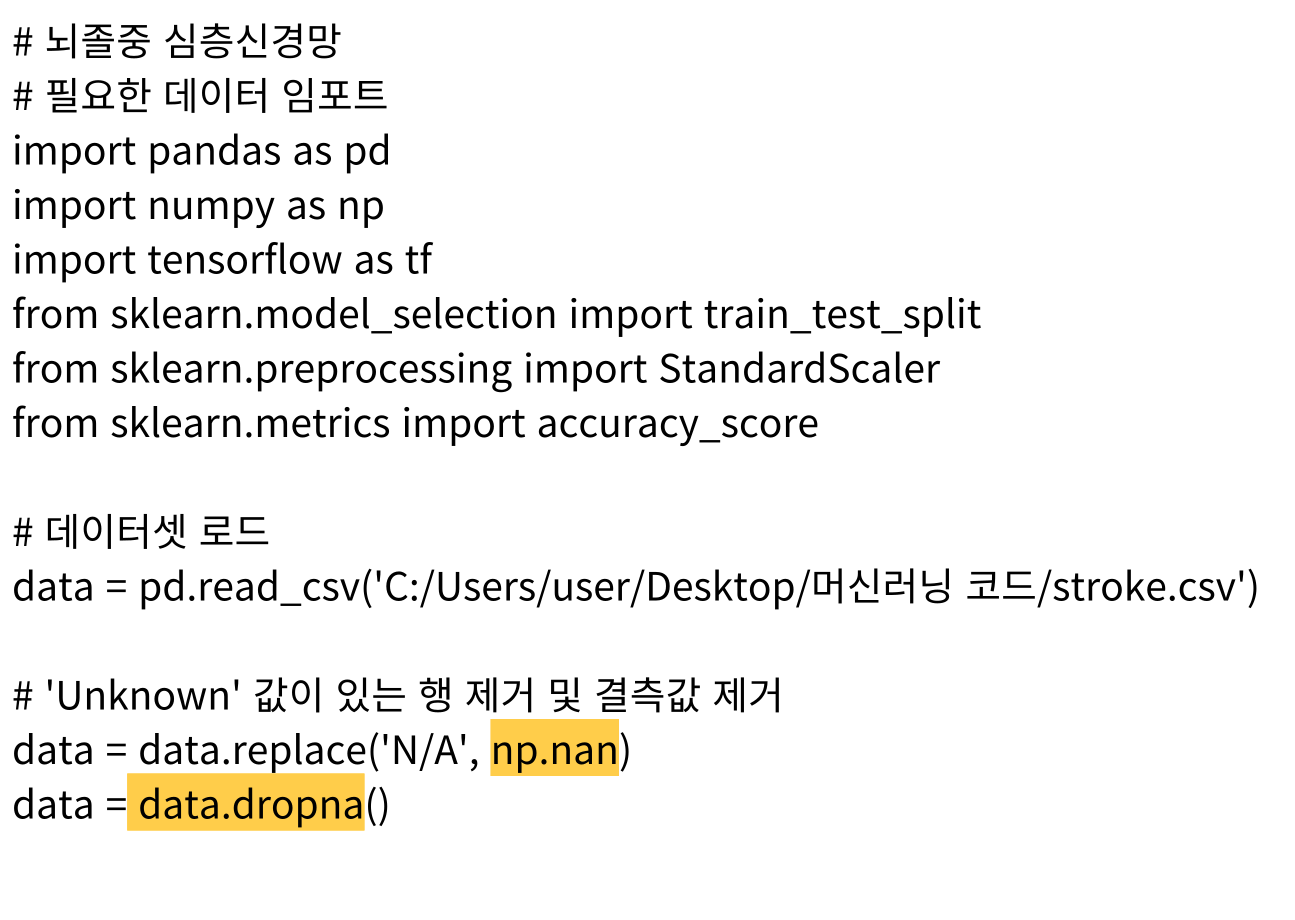 # 뇌졸중 심층신경망
# 필요한 데이터 임포트
import pandas as pd
import numpy as np
import tensorflow as tf
from sklearn.model_selection import train_test_split
from sklearn.preprocessing import StandardScaler
from sklearn.metrics import accuracy_score
# 데이터셋 로드
data = pd.read_csv('C:/Users/user/Desktop/머신러닝 코드/stroke.csv')
# 'Unknown' 값이 있는 행 제거 및 결측값 제거
data = data.replace('N/A', np.nan)
data = data.dropna()